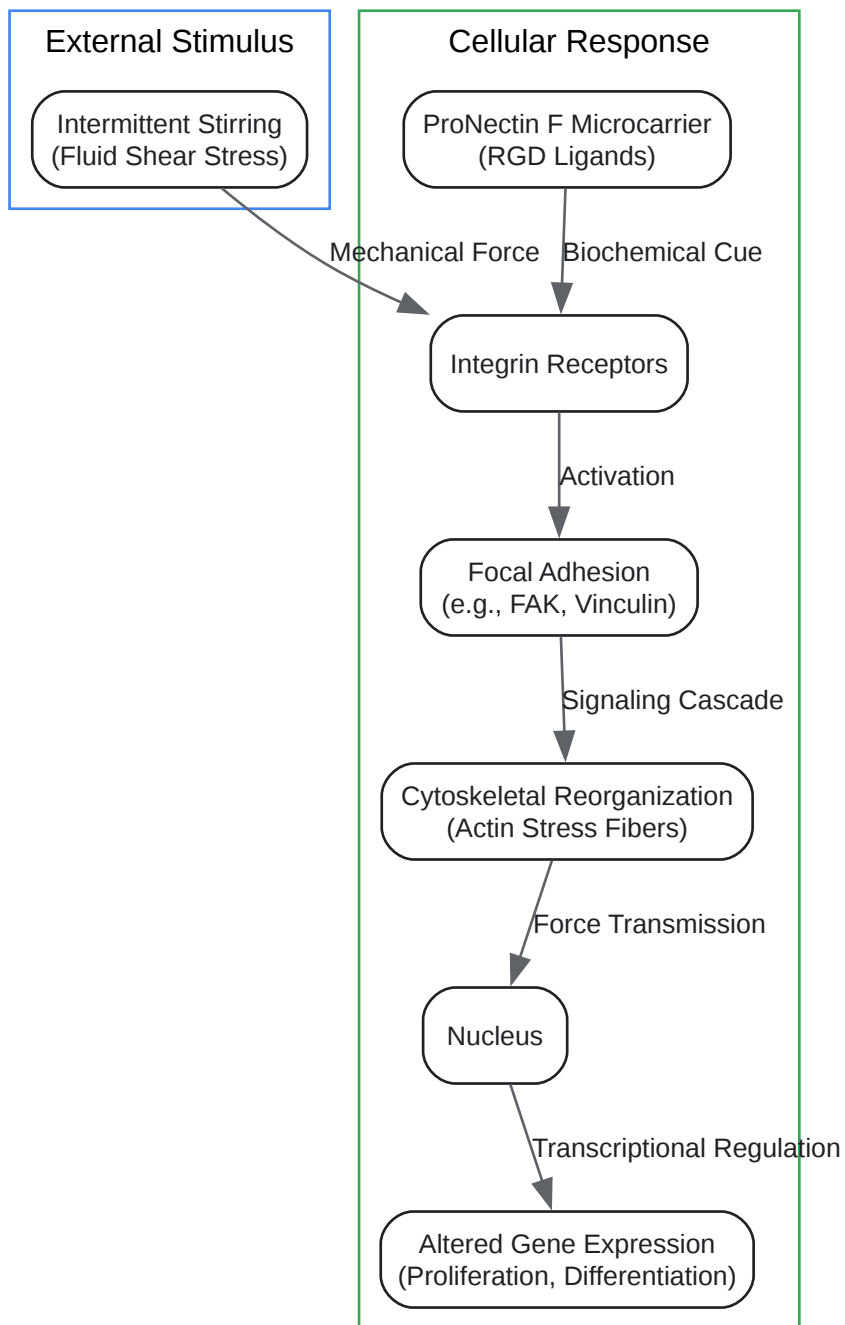 External Stimulus
Cellular Response
Intermittent Stirring
(Fluid Shear Stress)
ProNectin F Microcarrier
(RGD Ligands)
Mechanical Force
Biochemical Cue
Integrin Receptors
Activation
Focal Adhesion
(e.g., FAK, Vinculin)
Signaling Cascade
Cytoskeletal Reorganization
(Actin Stress Fibers)
Force Transmission
Nucleus
Transcriptional Regulation
Altered Gene Expression
(Proliferation, Differentiation)